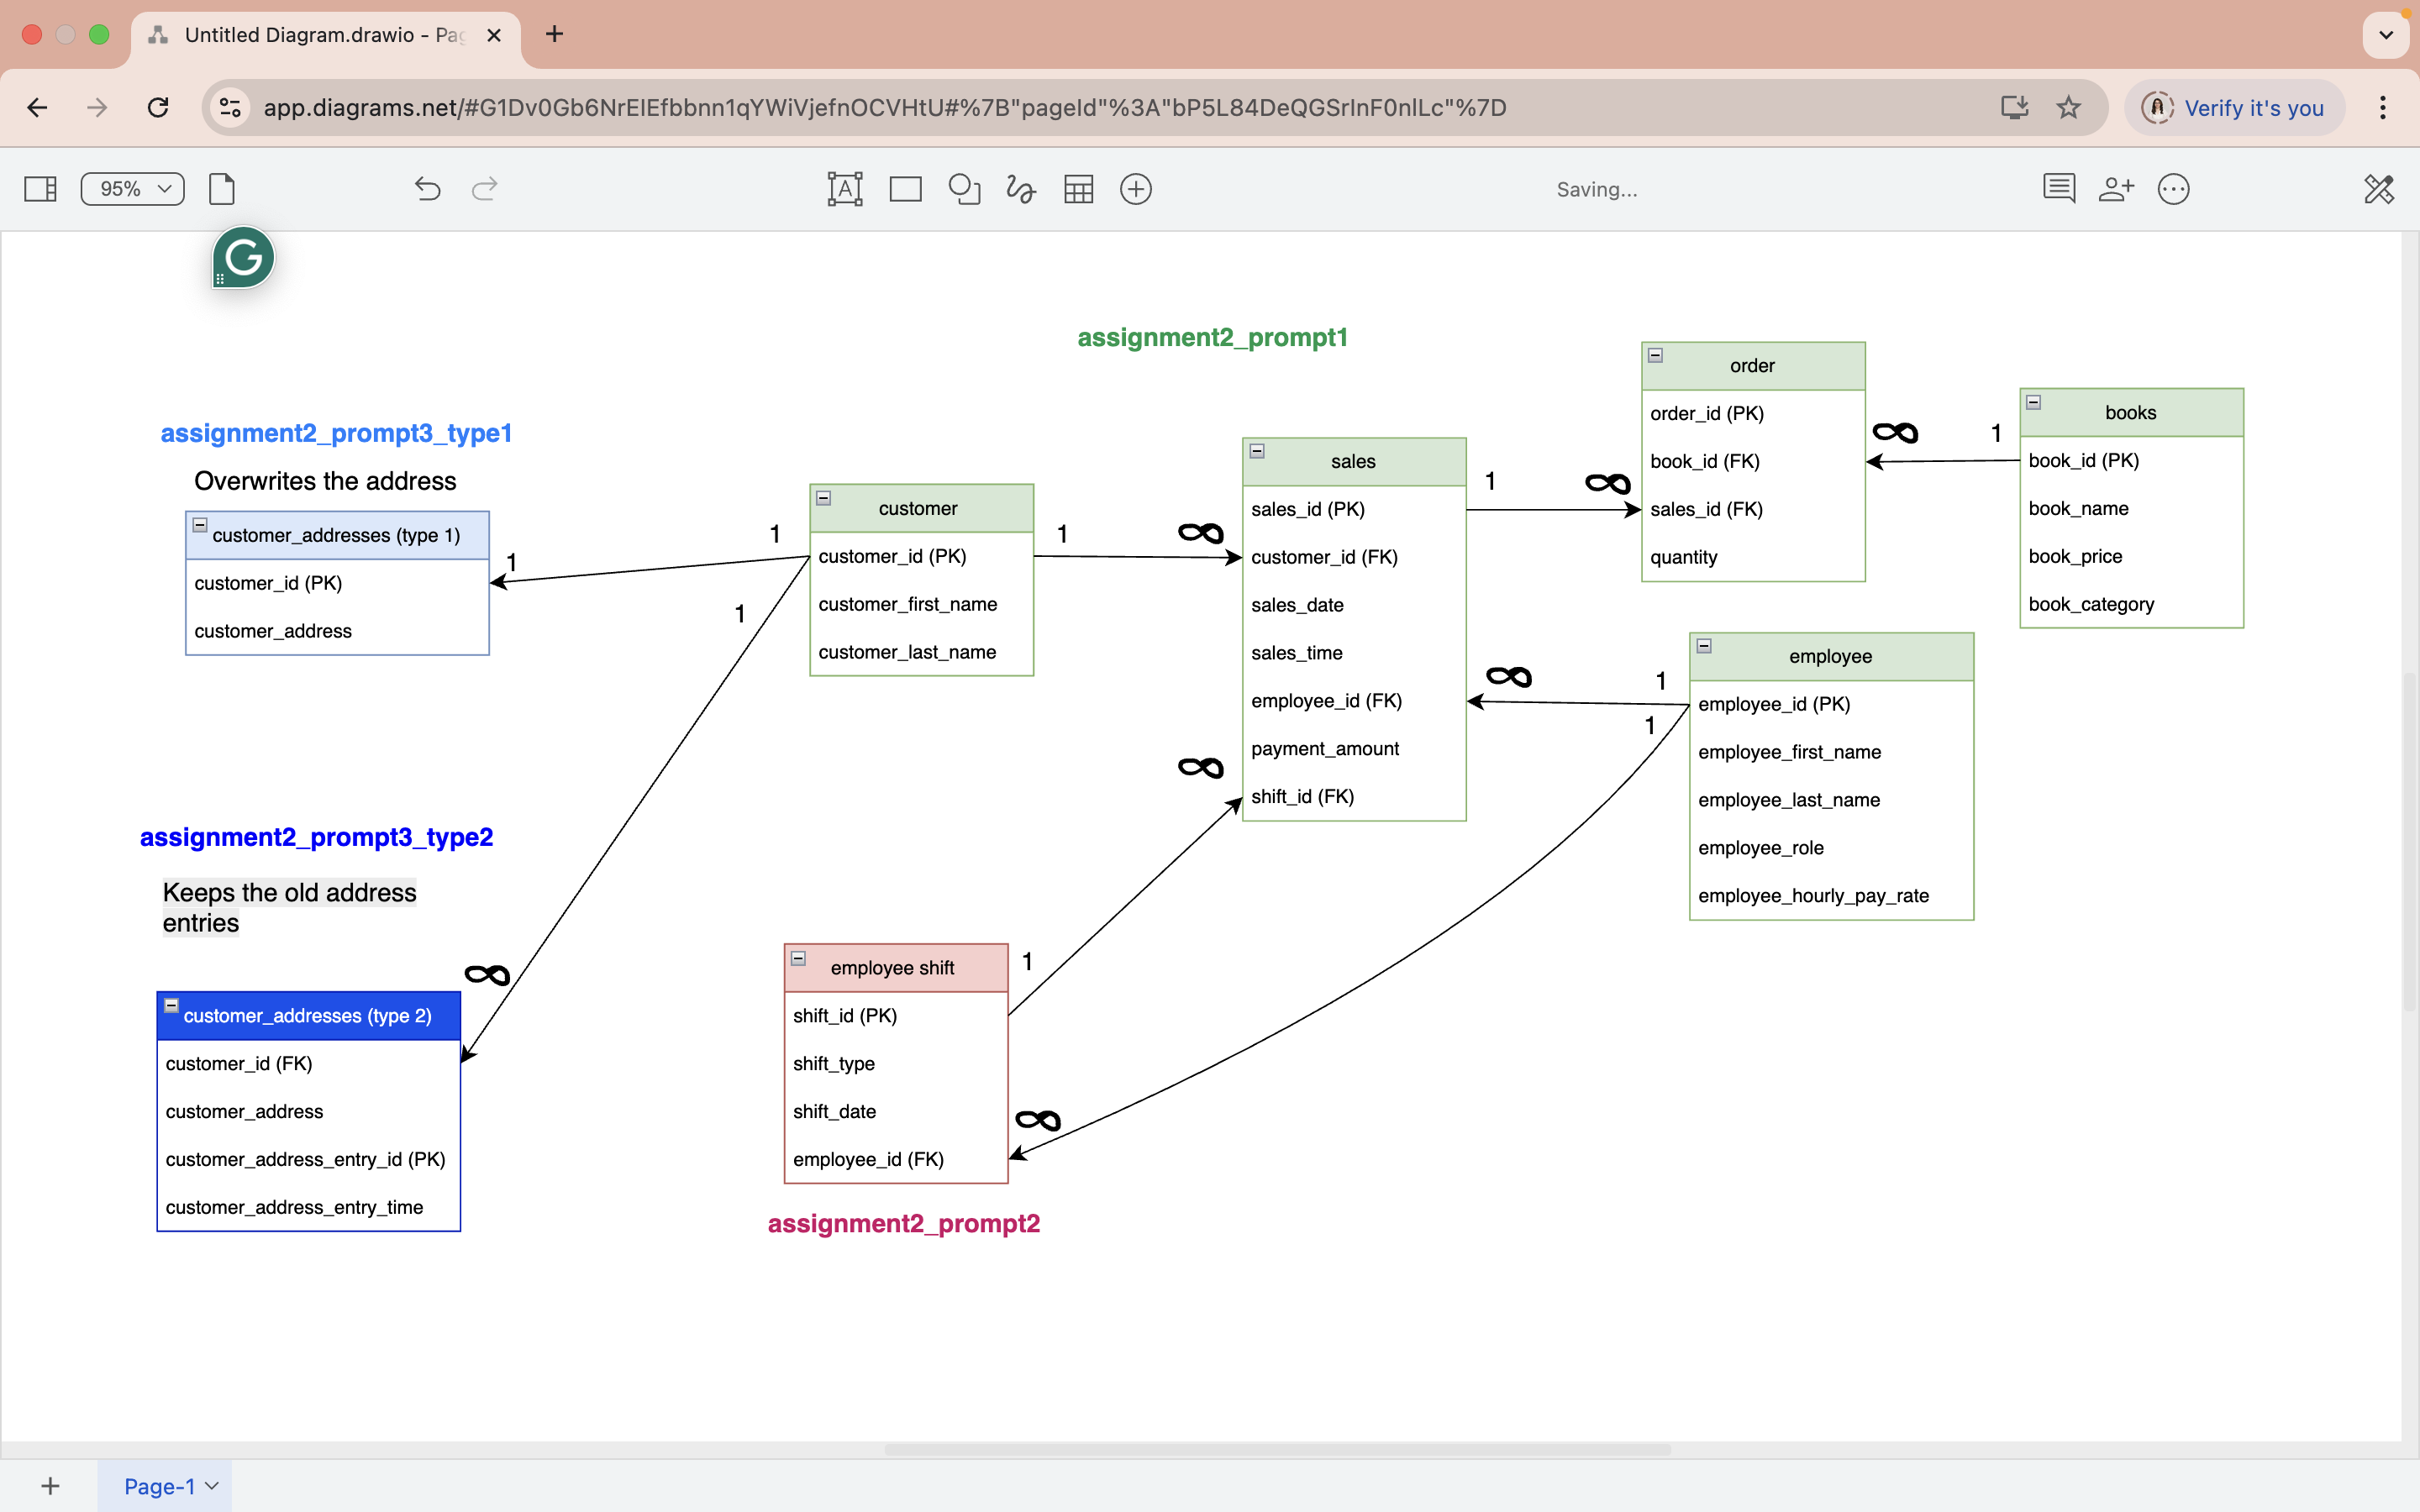 Untitled Diagram.drawio - Pag
app.diagrams.net/#G1Dv0Gb6NrEIEfbbnn1qYWiVjefnOCVHtU#%7B"pageId"%3A"bP5L84DeQGSrInF0nlLc"%7D
Verify it's you
95%
A
Saving...
G
assignment2_prompt1
assignment2_prompt3_type1
Overwrites the address
customer_addresses (type 1)
customer_id (PK)
customer_address
1
1
1
customer
customer_id (PK)
customer_first_name
customer_last_name
1
∞
sales
sales_id (PK)
customer_id (FK)
sales_date
sales_time
employee_id (FK)
payment_amount
shift_id (FK)
1
∞
order
order_id (PK)
book_id (FK)
sales_id (FK)
quantity
∞
1
books
book_id (PK)
book_name
book_price
book_category
∞
1
1
employee
employee_id (PK)
employee_first_name
employee_last_name
employee_role
employee_hourly_pay_rate
∞
assignment2_prompt3_type2
Keeps the old address
entries
∞
customer_addresses (type 2)
customer_id (FK)
customer_address
customer_address_entry_id (PK)
customer_address_entry_time
employee shift
shift_id (PK)
shift_type
shift_date
employee_id (FK)
1
∞
assignment2_prompt2
Page-1